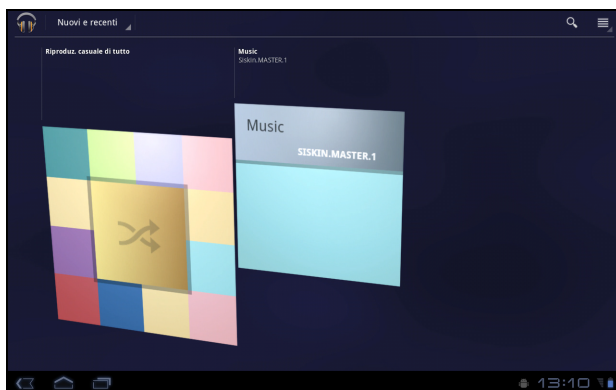 Nuovi e recenti
Riproduz. casuale di tutto
Music
Siskin.MASTER.1
Music
SISKIN.MASTER.1
13:10